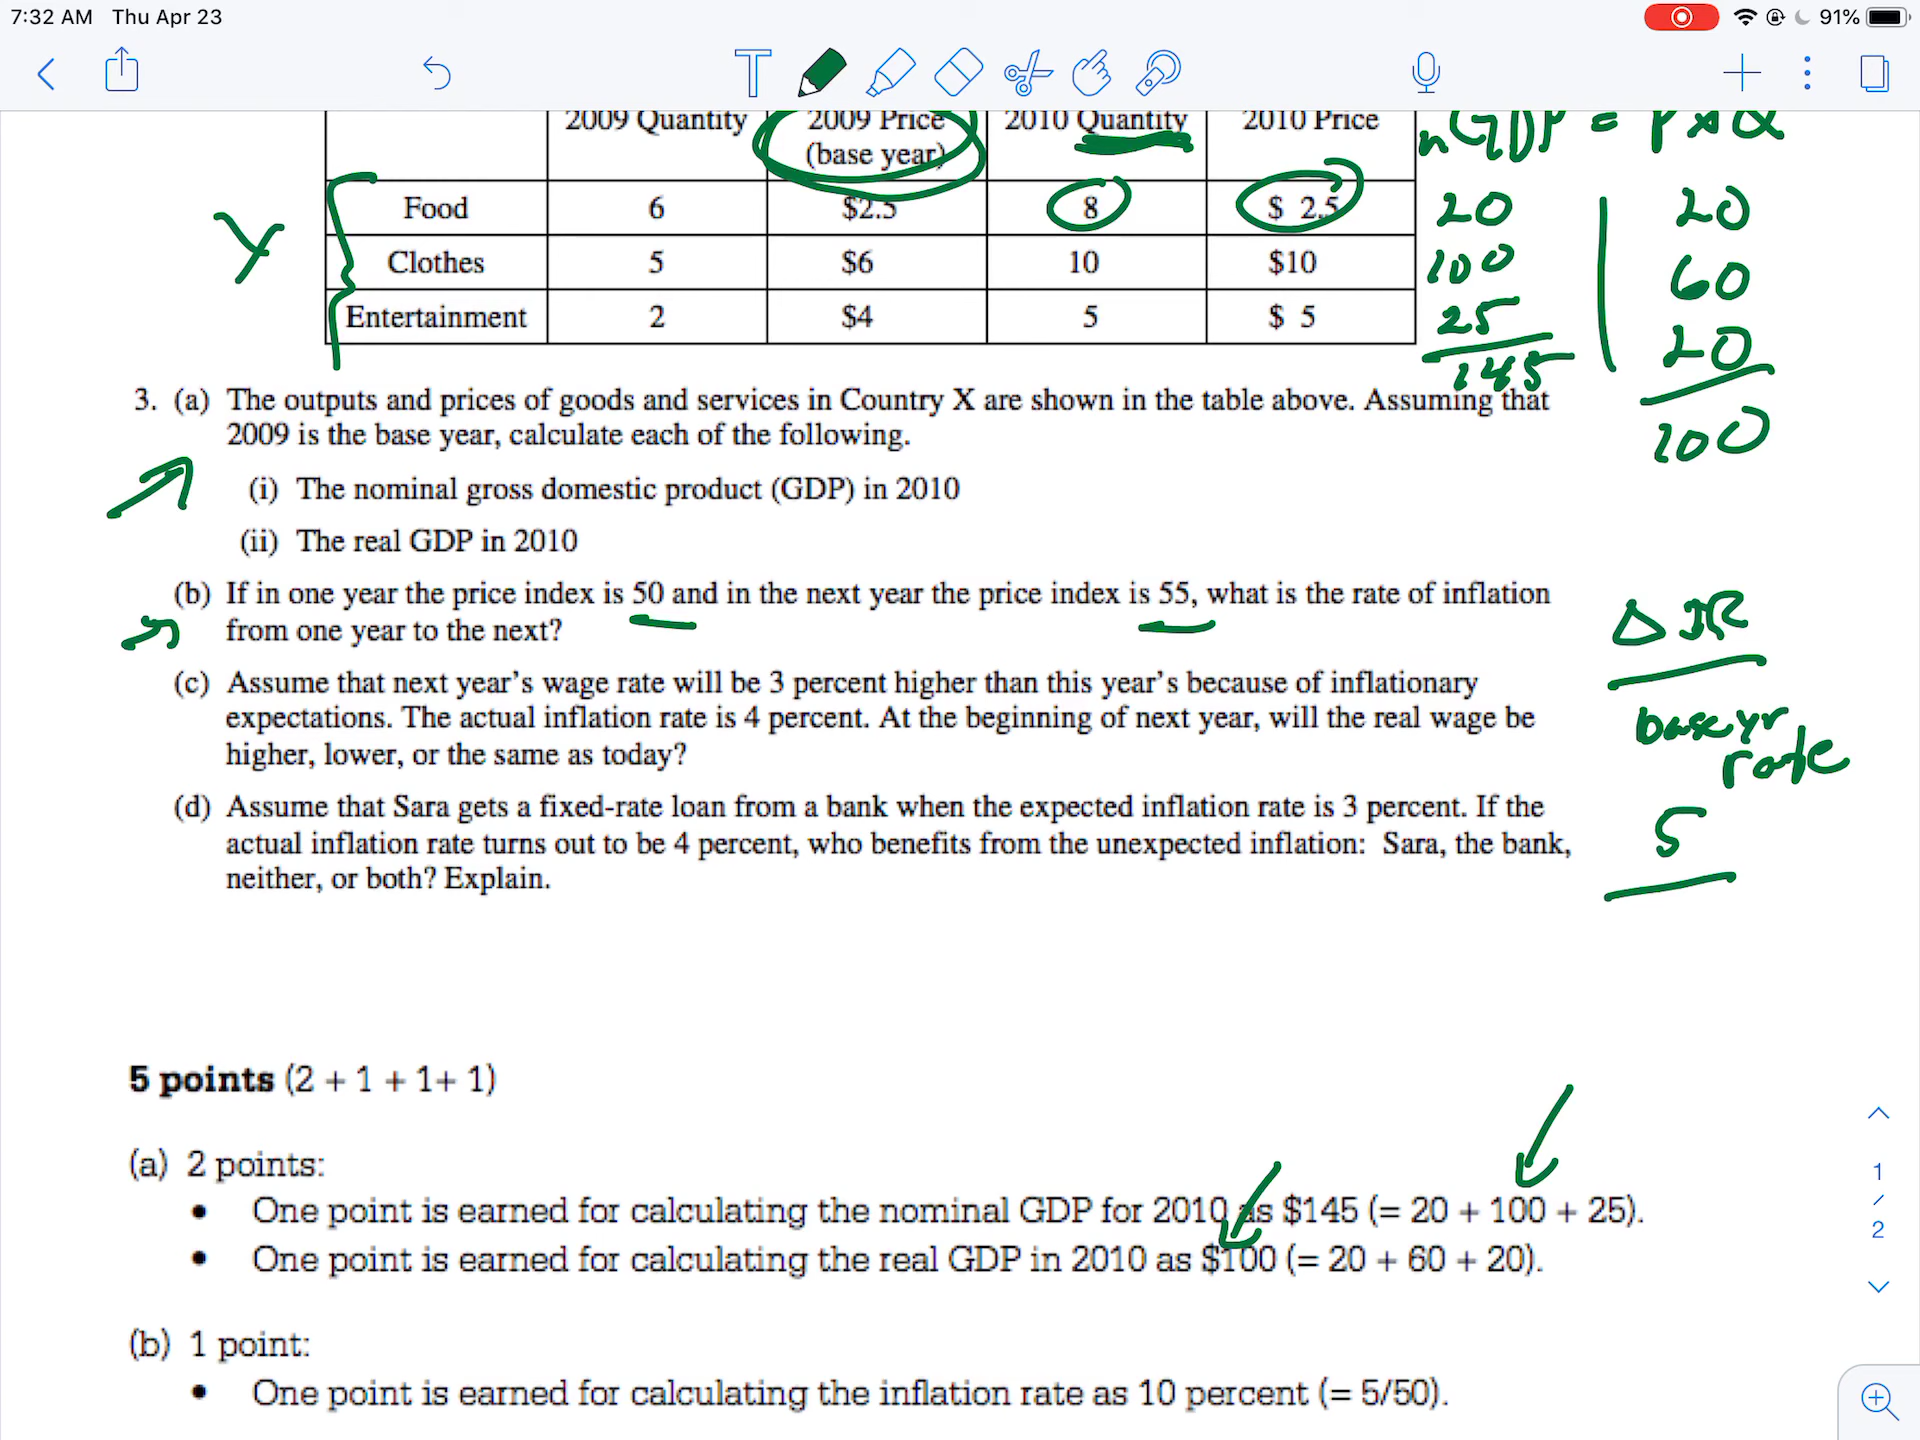 7:32 AM Thu Apr 23
91%
T
2009 Quantity 2009 Price (base year) 2010 Quantity 2010 Price
nGDP = P x Q
Food 6 $2.5 8 $ 2.5 20 20
Y
Clothes 5 $6 10 $10 100 60
Entertainment 2 $4 5 $ 5 25 20
145
100
3. (a) The outputs and prices of goods and services in Country X are shown in the table above. Assuming that
2009 is the base year, calculate each of the following.
(i) The nominal gross domestic product (GDP) in 2010
(ii) The real GDP in 2010
(b) If in one year the price index is 50 and in the next year the price index is 55, what is the rate of inflation
from one year to the next?
Δ
base yr
rate
5
(c) Assume that next year’s wage rate will be 3 percent higher than this year’s because of inflationary
expectations. The actual inflation rate is 4 percent. At the beginning of next year, will the real wage be
higher, lower, or the same as today?
(d) Assume that Sara gets a fixed-rate loan from a bank when the expected inflation rate is 3 percent. If the
actual inflation rate turns out to be 4 percent, who benefits from the unexpected inflation: Sara, the bank,
neither, or both? Explain.
5 points (2 + 1 + 1+ 1)
(a) 2 points:
• One point is earned for calculating the nominal GDP for 2010 as $145 (= 20 + 100 + 25).
• One point is earned for calculating the real GDP in 2010 as $100 (= 20 + 60 + 20).
(b) 1 point:
• One point is earned for calculating the inflation rate as 10 percent (= 5/50).
1
/
2